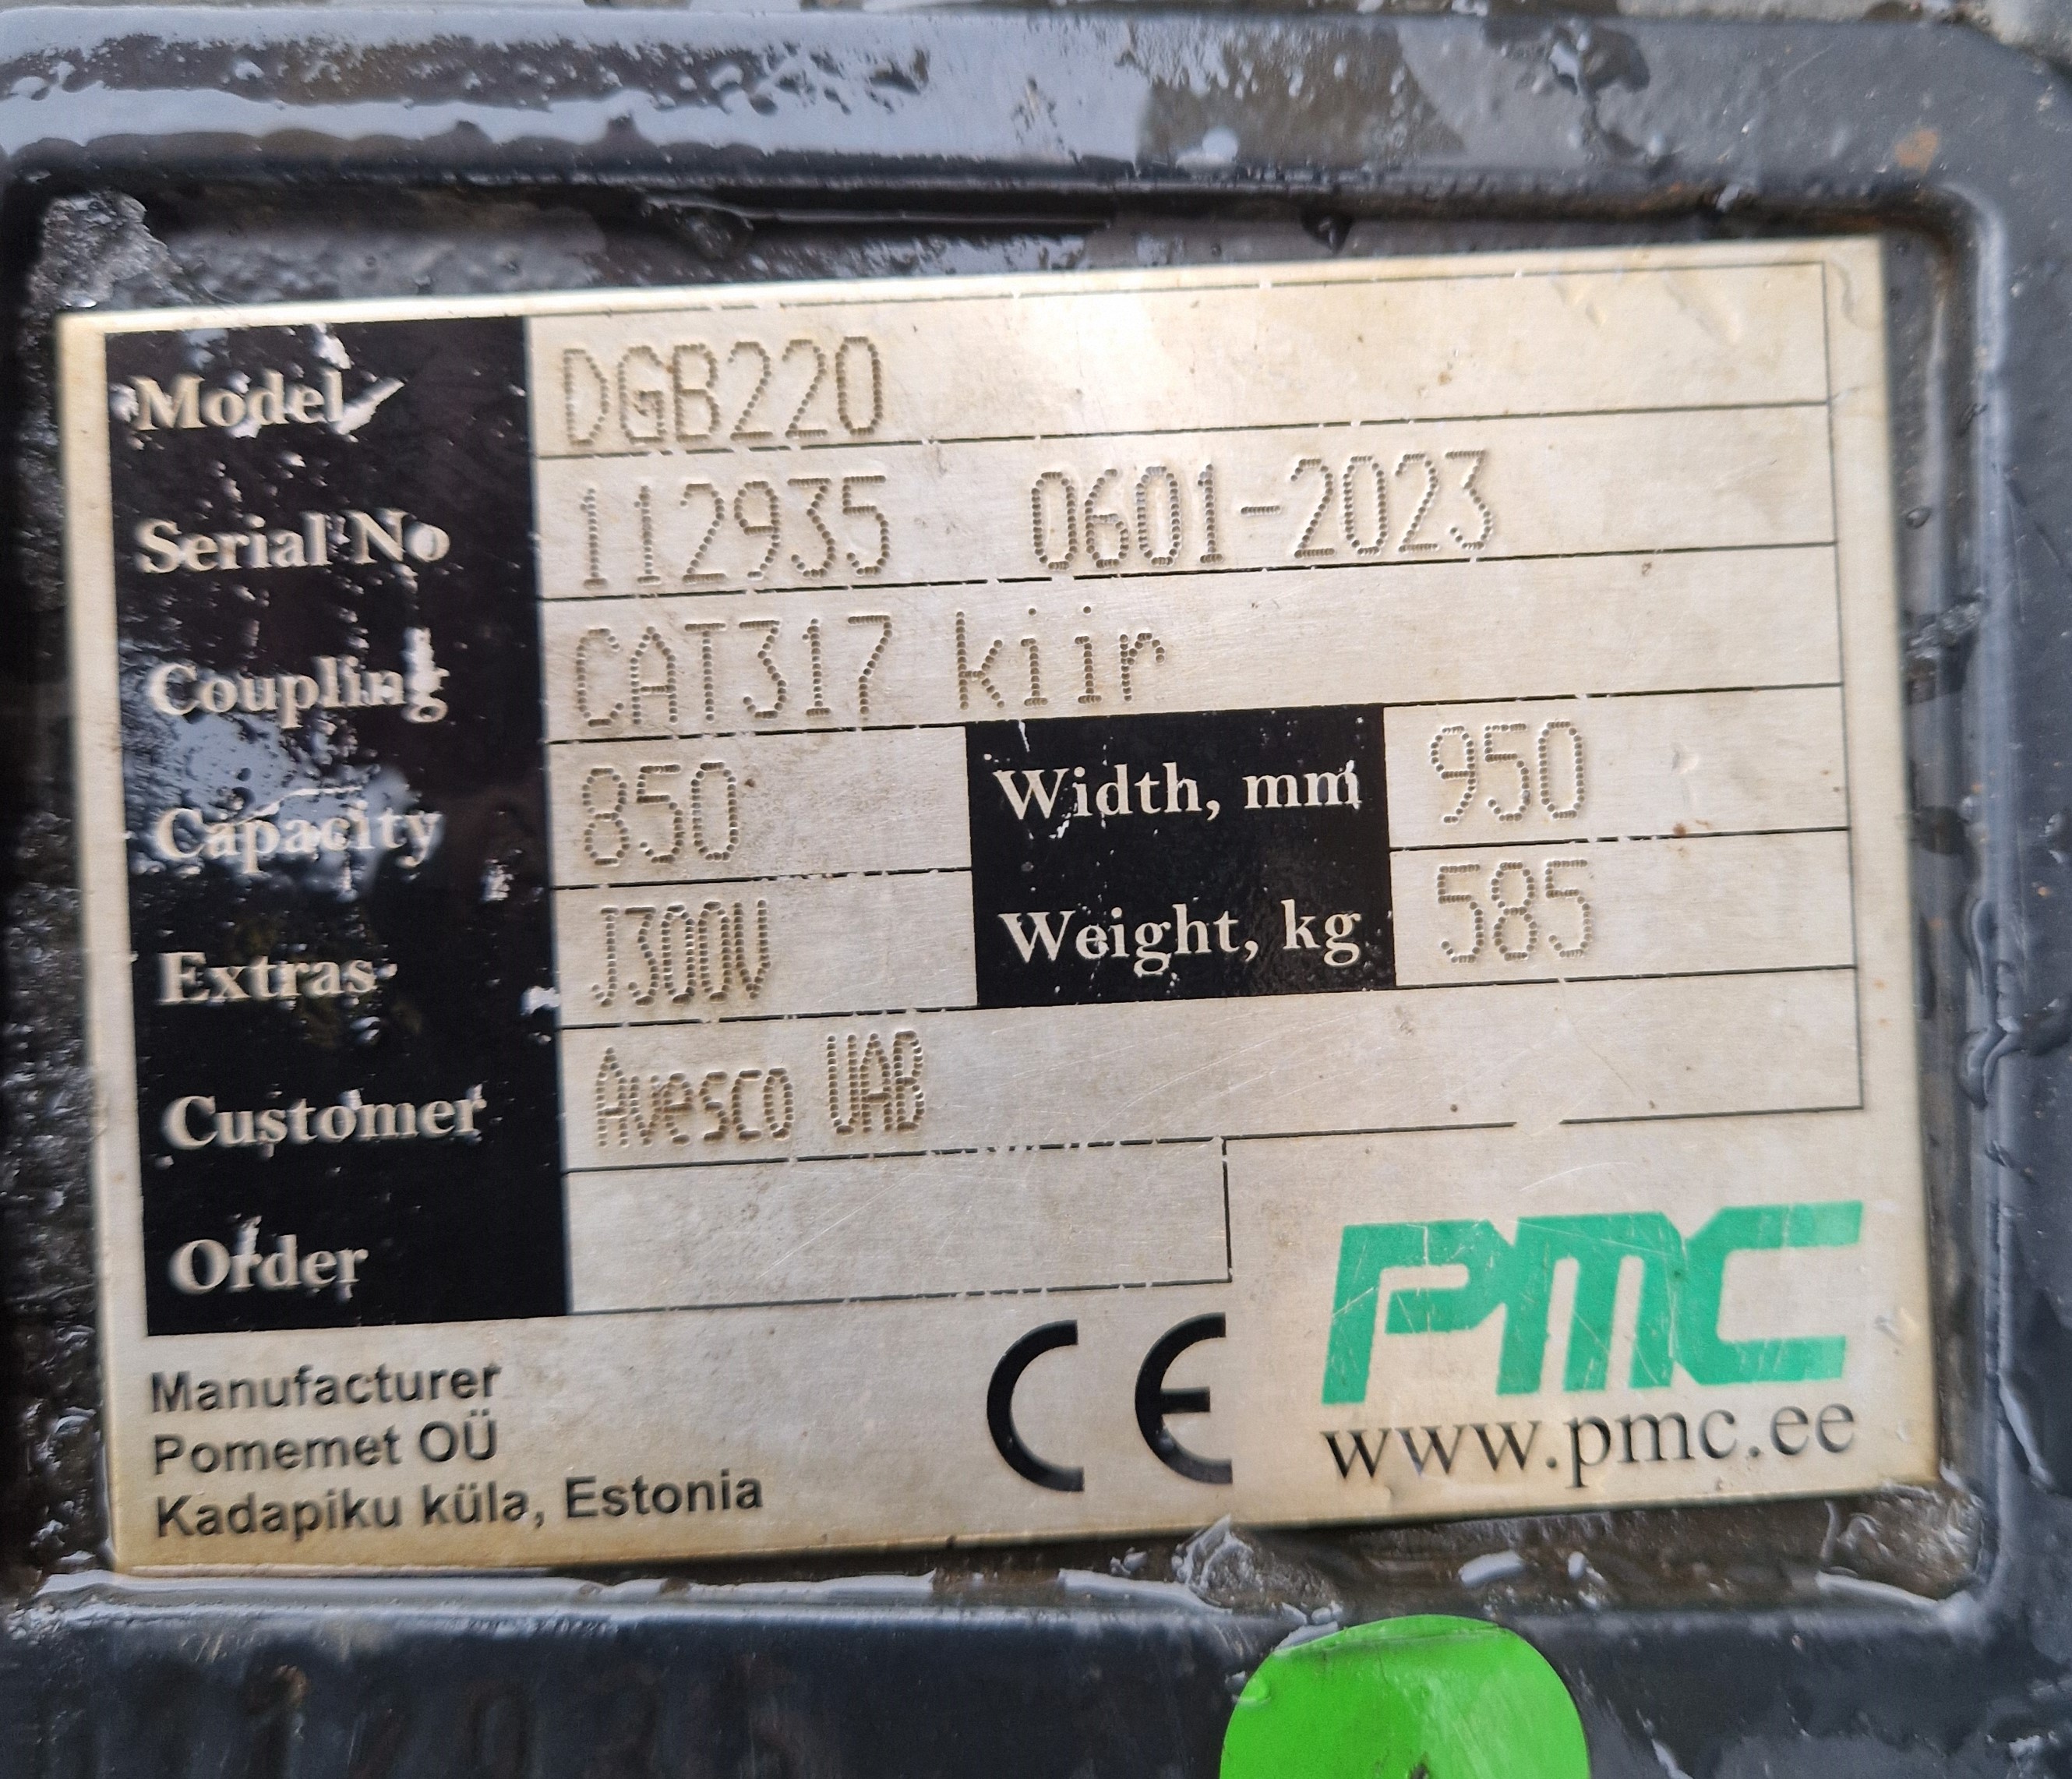 Model DGB220
Serial No 112935 0601-2023
Coupling CAT317 kiir
Capacity 850 Width, mm 950
Extras J300V Weight, kg 585
Customer Avesco UAB
Order
Manufacturer
Pomemet OÜ
Kadapiku küla, Estonia
CE
PMC
www.pmc.ee